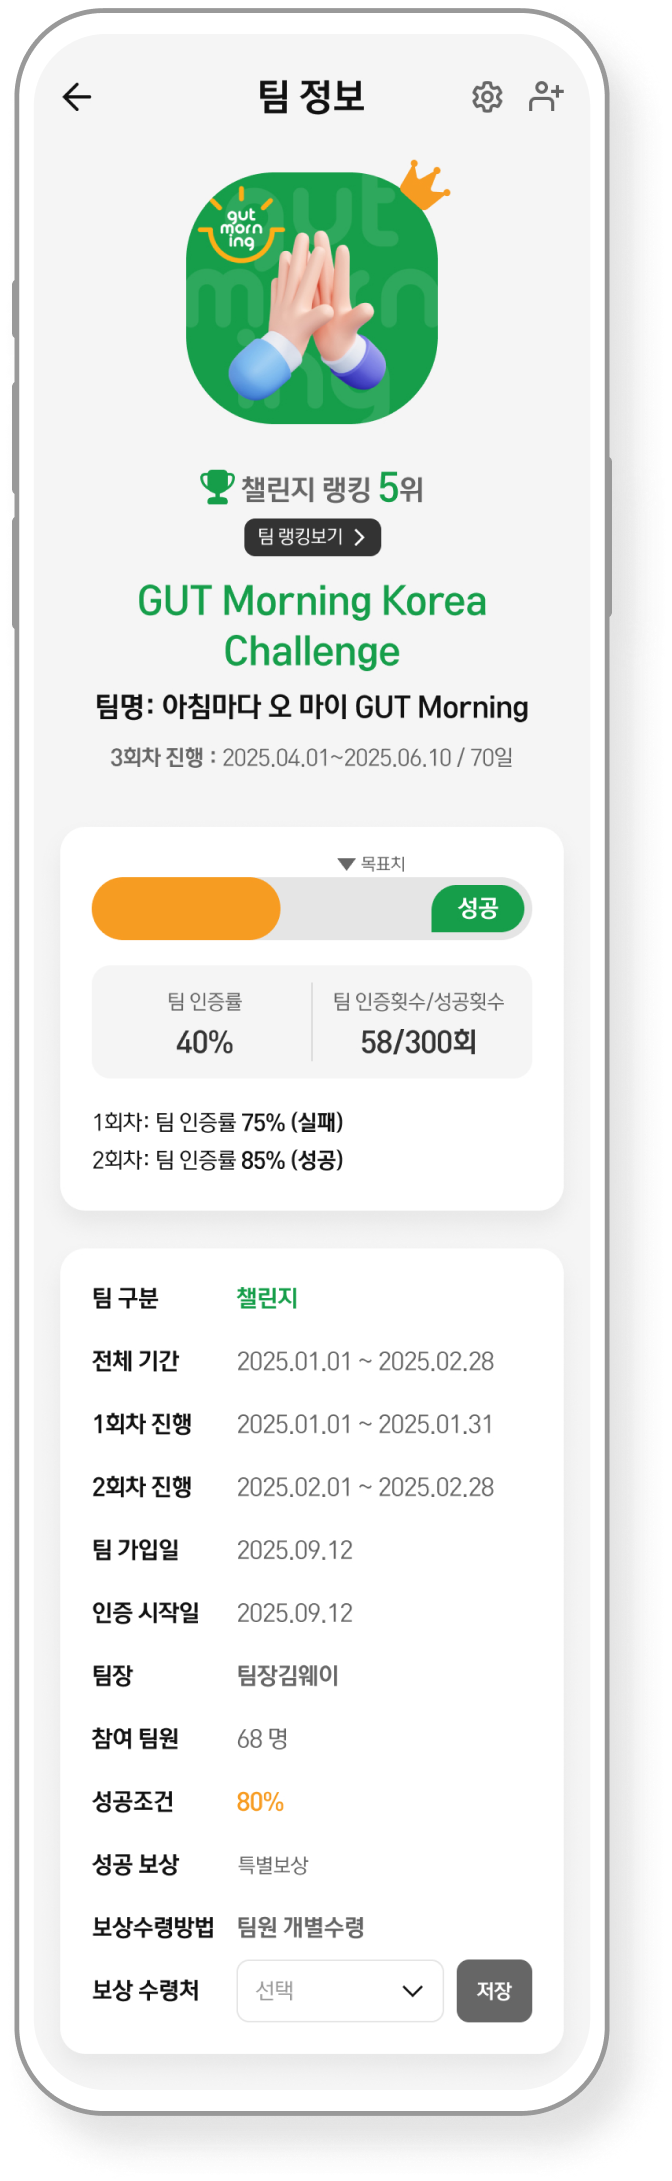 팀 정보
gut
morn
ing
gut
morn
ing
챌린지 랭킹 5위
팀 랭킹보기
GUT Morning Korea
Challenge
팀명: 아침마다 오 마이 GUT Morning
3회차 진행 : 2025.04.01~2025.06.10 / 70일
▼ 목표치
성공
팀 인증률
팀 인증횟수/성공횟수
40%
58/300회
1회차: 팀 인증률 75% (실패)
2회차: 팀 인증률 85% (성공)
팀 구분 챌린지
전체 기간 2025.01.01 ~ 2025.02.28
1회차 진행 2025.01.01 ~ 2025.01.31
2회차 진행 2025.02.01 ~ 2025.02.28
팀 가입일 2025.09.12
인증 시작일 2025.09.12
팀장 팀장김웨이
참여 팀원 68 명
성공조건 80%
성공 보상 특별보상
보상수령방법 팀원 개별수령
보상 수령처 선택 저장